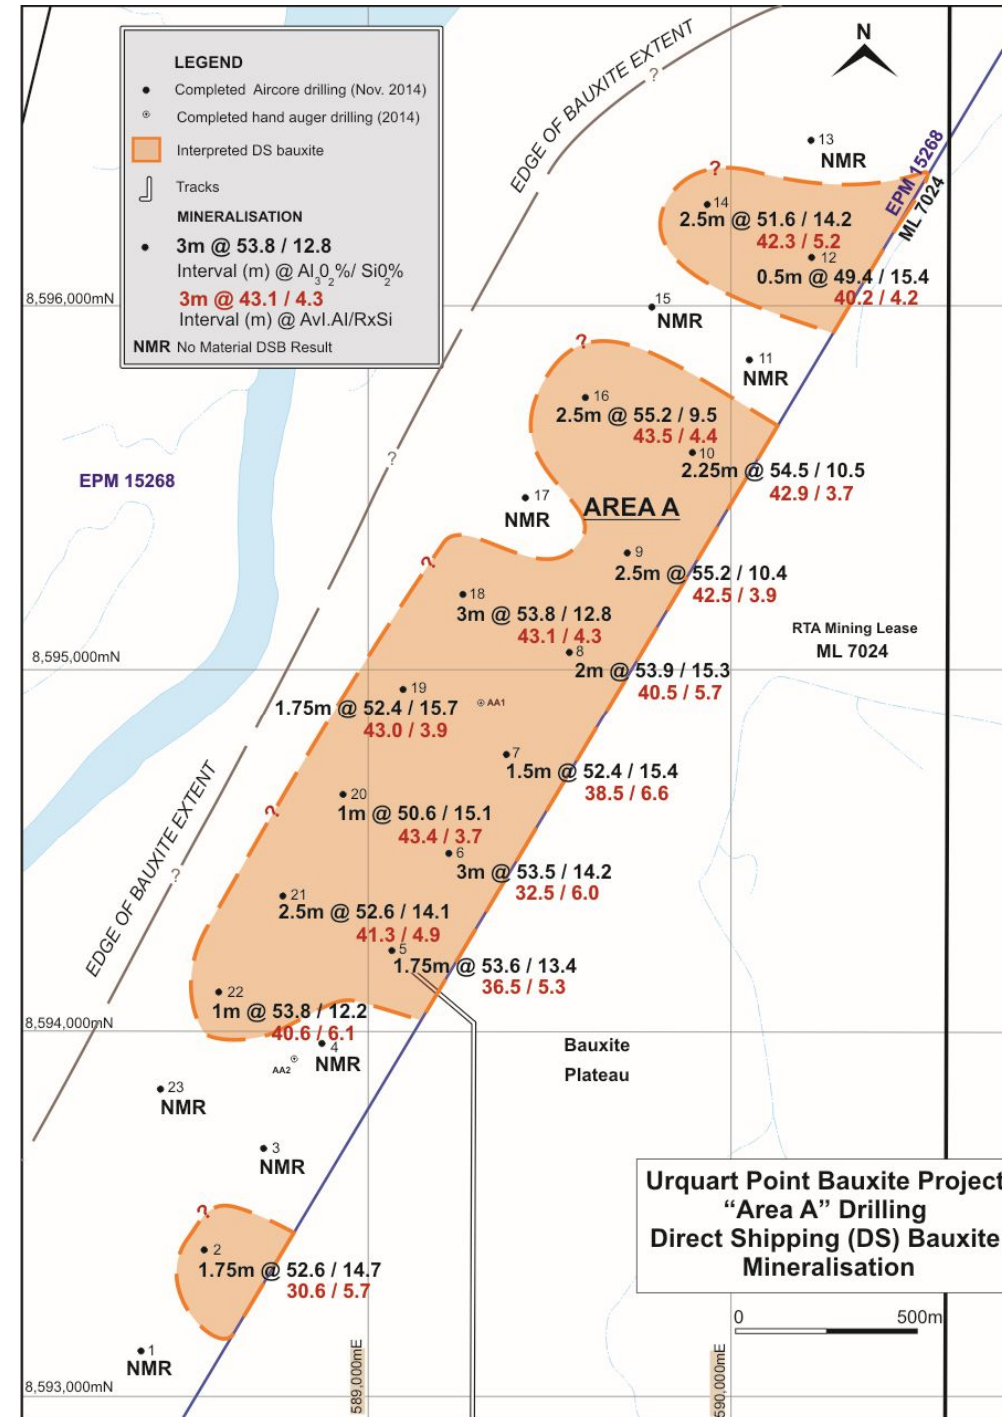 LEGEND
Completed Aircore drilling (Nov. 2014)
Completed hand auger drilling (2014)
Interpreted DS bauxite
Tracks
MINERALISATION
3m @ 53.8 / 12.8
Interval (m) @ Al3O2%/ SiO2%
3m @ 43.1 / 4.3
Interval (m) @ Avl.Al/RxSi
NMR No Material DSB Result
EDGE OF BAUXITE EXTENT
?
N
13
NMR
EPM 15268
ML 7024
?
14
2.5m @ 51.6 / 14.2
42.3 / 5.2
12
0.5m @ 49.4 / 15.4
40.2 / 4.2
8,596,000mN
15
NMR
11
NMR
?
16
2.5m @ 55.2 / 9.5
43.5 / 4.4
10
2.25m @ 54.5 / 10.5
42.9 / 3.7
?
EPM 15268
17
NMR
AREA A
9
2.5m @ 55.2 / 10.4
42.5 / 3.9
?
18
3m @ 53.8 / 12.8
43.1 / 4.3
RTA Mining Lease
ML 7024
8
2m @ 53.9 / 15.3
40.5 / 5.7
8,595,000mN
19
1.75m @ 52.4 / 15.7
43.0 / 3.9
AA1
7
1.5m @ 52.4 / 15.4
38.5 / 6.6
?
20
1m @ 50.6 / 15.1
43.4 / 3.7
6
3m @ 53.5 / 14.2
32.5 / 6.0
EDGE OF BAUXITE EXTENT
?
21
2.5m @ 52.6 / 14.1
41.3 / 4.9
5
1.75m @ 53.6 / 13.4
36.5 / 5.3
22
1m @ 53.8 / 12.2
40.6 / 6.1
8,594,000mN
4
NMR
AA2
Bauxite
Plateau
23
NMR
3
NMR
?
2
1.75m @ 52.6 / 14.7
30.6 / 5.7
Urquart Point Bauxite Project
“Area A” Drilling
Direct Shipping (DS) Bauxite
Mineralisation
0 500m
1
NMR
8,593,000mN
589,000mE
590,000mE